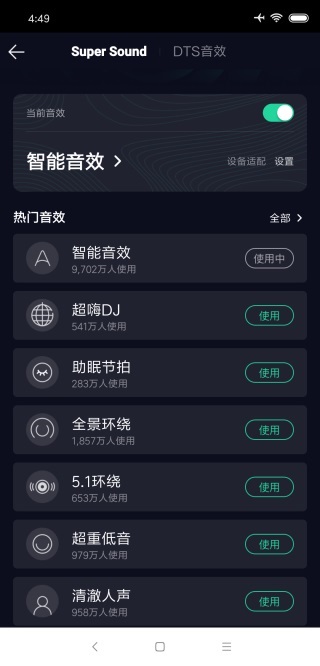 4:49
Super Sound
DTS音效
当前音效
智能音效
设备适配 设置
热门音效
全部
智能音效
9,702万人使用
使用中
超嗨DJ
541万人使用
使用
助眠节拍
283万人使用
使用
全景环绕
1,857万人使用
使用
5.1环绕
653万人使用
使用
超重低音
979万人使用
使用
清澈人声
958万人使用
使用